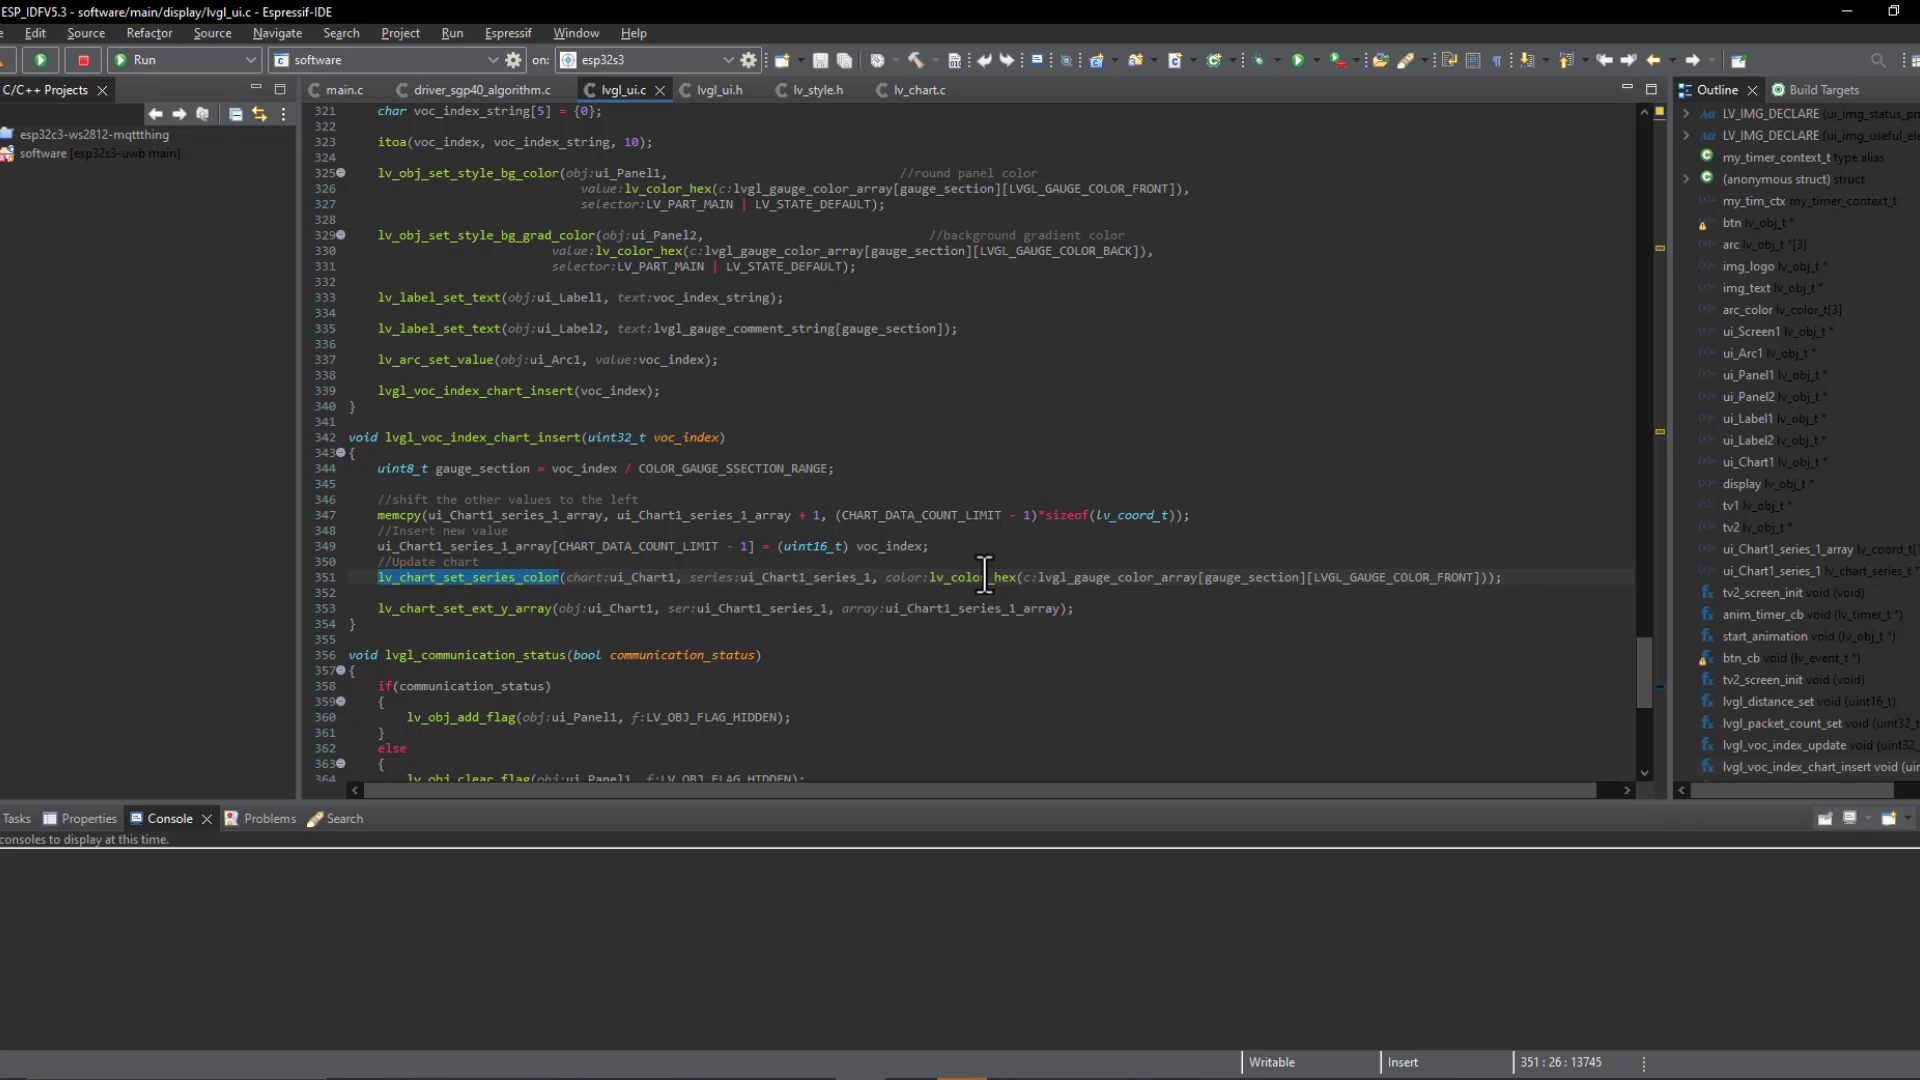 ESP_IDFV5.3 - software/main/display/lvgl_ui.c - Espressif-IDE
Edit Source Refactor Source Navigate Search Project Run Espressif Window Help
Run software on: esp32s3
C/C++ Projects
esp32c3-ws2812-mqttthing
software [esp32s3-uwb main]
main.c driver_sgp40_algorithm.c lvgl_ui.c lvgl_ui.h lv_style.h lv_chart.c
321 char voc_index_string[5] = {0};
322
323 itoa(voc_index, voc_index_string, 10);
324
325 lv_obj_set_style_bg_color(obj:ui_Panel1, //round panel color
326 value:lv_color_hex(c:lvgl_gauge_color_array[gauge_section][LVGL_GAUGE_COLOR_FRONT]),
327 selector:LV_PART_MAIN | LV_STATE_DEFAULT);
328
329 lv_obj_set_style_bg_grad_color(obj:ui_Panel2, //background gradient color
330 value:lv_color_hex(c:lvgl_gauge_color_array[gauge_section][LVGL_GAUGE_COLOR_BACK]),
331 selector:LV_PART_MAIN | LV_STATE_DEFAULT);
332
333 lv_label_set_text(obj:ui_Label1, text:voc_index_string);
334
335 lv_label_set_text(obj:ui_Label2, text:lvgl_gauge_comment_string[gauge_section]);
336
337 lv_arc_set_value(obj:ui_Arc1, value:voc_index);
338
339 lvgl_voc_index_chart_insert(voc_index);
340 }
341
342 void lvgl_voc_index_chart_insert(uint32_t voc_index)
343 {
344 uint8_t gauge_section = voc_index / COLOR_GAUGE_SSECTION_RANGE;
345
346 //shift the other values to the left
347 memcpy(ui_Chart1_series_1_array, ui_Chart1_series_1_array + 1, (CHART_DATA_COUNT_LIMIT - 1)*sizeof(lv_coord_t));
348 //Insert new value
349 ui_Chart1_series_1_array[CHART_DATA_COUNT_LIMIT - 1] = (uint16_t) voc_index;
350 //Update chart
351 lv_chart_set_series_color(chart:ui_Chart1, series:ui_Chart1_series_1, color:lv_color_hex(c:lvgl_gauge_color_array[gauge_section][LVGL_GAUGE_COLOR_FRONT]));
352
353 lv_chart_set_ext_y_array(obj:ui_Chart1, ser:ui_Chart1_series_1, array:ui_Chart1_series_1_array);
354 }
355
356 void lvgl_communication_status(bool communication_status)
357 {
358 if(communication_status)
359 {
360 lv_obj_add_flag(obj:ui_Panel1, f:LV_OBJ_FLAG_HIDDEN);
361 }
362 else
363 {
364 lv_obj_clear_flag(obj:ui_Panel1, f:LV_OBJ_FLAG_HIDDEN);
Outline Build Targets
LV_IMG_DECLARE (ui_img_status_pr
LV_IMG_DECLARE (ui_img_useful_el
my_timer_context_t type alias
(anonymous struct) struct
my_tim_ctx my_timer_context_t
btn lv_obj_t *
arc lv_obj_t *[3]
img_logo lv_obj_t *
img_text lv_obj_t *
arc_color lv_color_t[3]
ui_Screen1 lv_obj_t *
ui_Arc1 lv_obj_t *
ui_Panel1 lv_obj_t *
ui_Panel2 lv_obj_t *
ui_Label1 lv_obj_t *
ui_Label2 lv_obj_t *
ui_Chart1 lv_obj_t *
display lv_obj_t *
tv1 lv_obj_t *
tv2 lv_obj_t *
ui_Chart1_series_1_array lv_coord_t[
ui_Chart1_series_1 lv_chart_series_t *
tv2_screen_init void (void)
anim_timer_cb void (lv_timer_t *)
start_animation void (lv_obj_t *)
btn_cb void (lv_event_t *)
tv2_screen_init void (void)
lvgl_distance_set void (uint16_t)
lvgl_packet_count_set void (uint32_t
lvgl_voc_index_update void (uint32_
lvgl_voc_index_chart_insert void (uin
Tasks Properties Console Problems Search
consoles to display at this time.
Writable Insert 351 : 26 : 13745